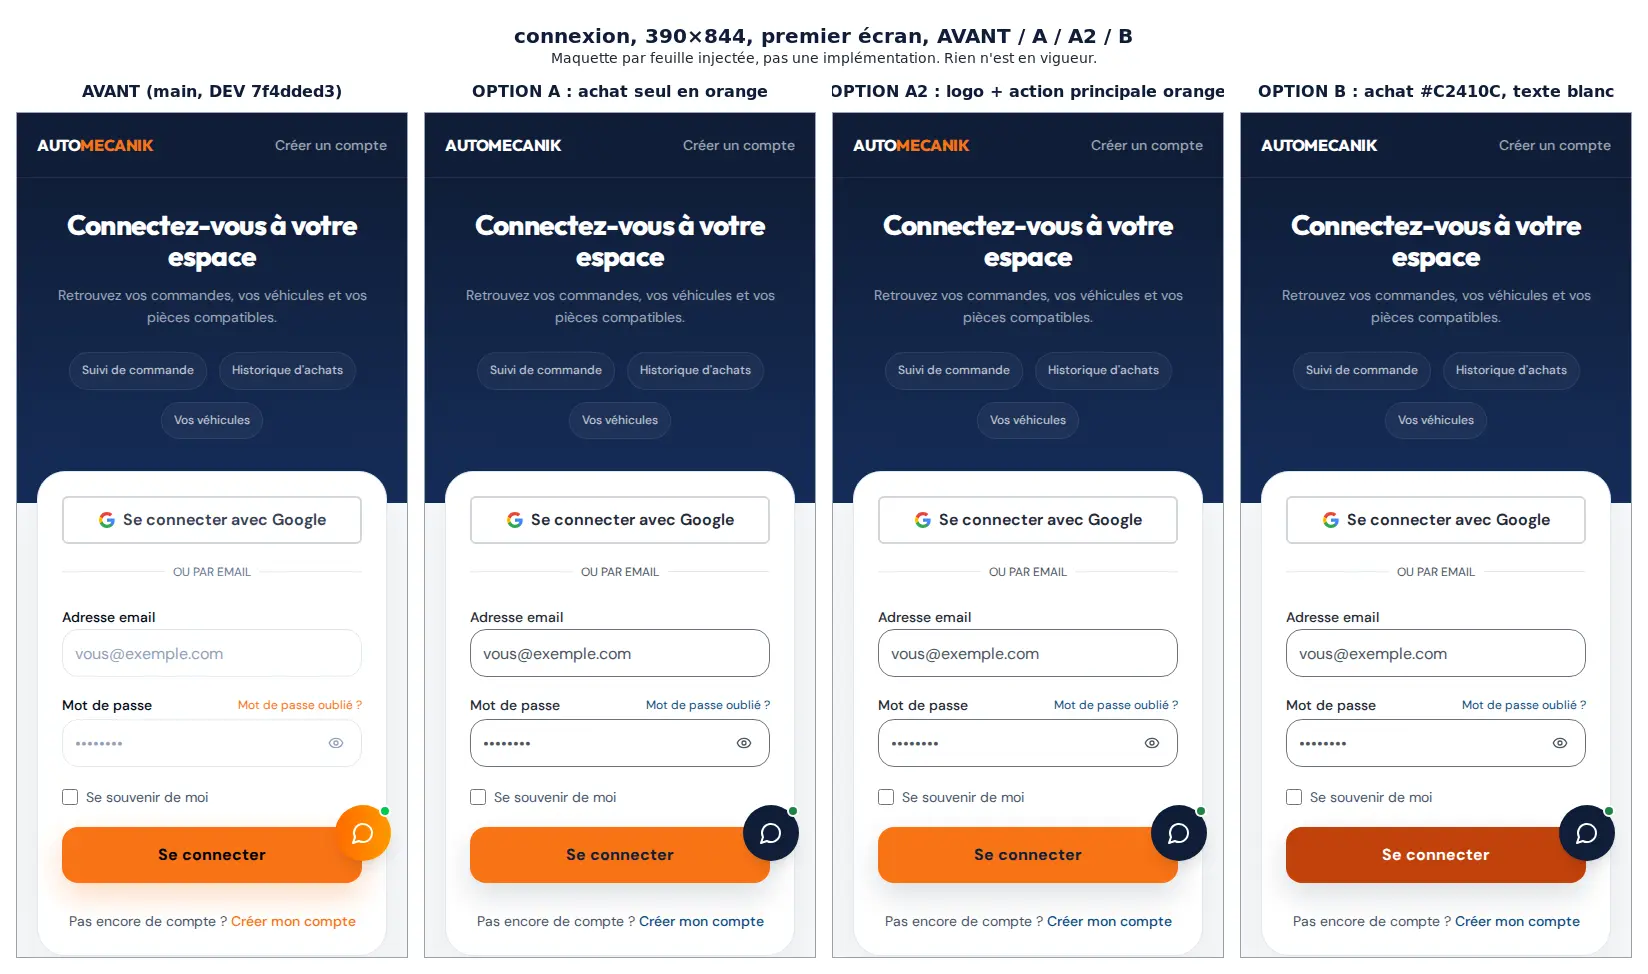 connexion, 390×844, premier écran, AVANT / A / A2 / B
Maquette par feuille injectée, pas une implémentation. Rien n'est en vigueur.
AVANT (main, DEV 7f4dded3)
AUTOMECANIK
Créer un compte
Connectez-vous à votre
espace
Retrouvez vos commandes, vos véhicules et vos
pièces compatibles.
Suivi de commande
Historique d'achats
Vos véhicules
Se connecter avec Google
OU PAR EMAIL
Adresse email
vous@exemple.com
Mot de passe
Mot de passe oublié ?
••••••••
Se souvenir de moi
Se connecter
Pas encore de compte ? Créer mon compte
OPTION A : achat seul en orange
AUTOMECANIK
Créer un compte
Connectez-vous à votre
espace
Retrouvez vos commandes, vos véhicules et vos
pièces compatibles.
Suivi de commande
Historique d'achats
Vos véhicules
Se connecter avec Google
OU PAR EMAIL
Adresse email
vous@exemple.com
Mot de passe
Mot de passe oublié ?
••••••••
Se souvenir de moi
Se connecter
Pas encore de compte ? Créer mon compte
OPTION A2 : logo + action principale orange
AUTOMECANIK
Créer un compte
Connectez-vous à votre
espace
Retrouvez vos commandes, vos véhicules et vos
pièces compatibles.
Suivi de commande
Historique d'achats
Vos véhicules
Se connecter avec Google
OU PAR EMAIL
Adresse email
vous@exemple.com
Mot de passe
Mot de passe oublié ?
••••••••
Se souvenir de moi
Se connecter
Pas encore de compte ? Créer mon compte
OPTION B : achat #C2410C, texte blanc
AUTOMECANIK
Créer un compte
Connectez-vous à votre
espace
Retrouvez vos commandes, vos véhicules et vos
pièces compatibles.
Suivi de commande
Historique d'achats
Vos véhicules
Se connecter avec Google
OU PAR EMAIL
Adresse email
vous@exemple.com
Mot de passe
Mot de passe oublié ?
••••••••
Se souvenir de moi
Se connecter
Pas encore de compte ? Créer mon compte